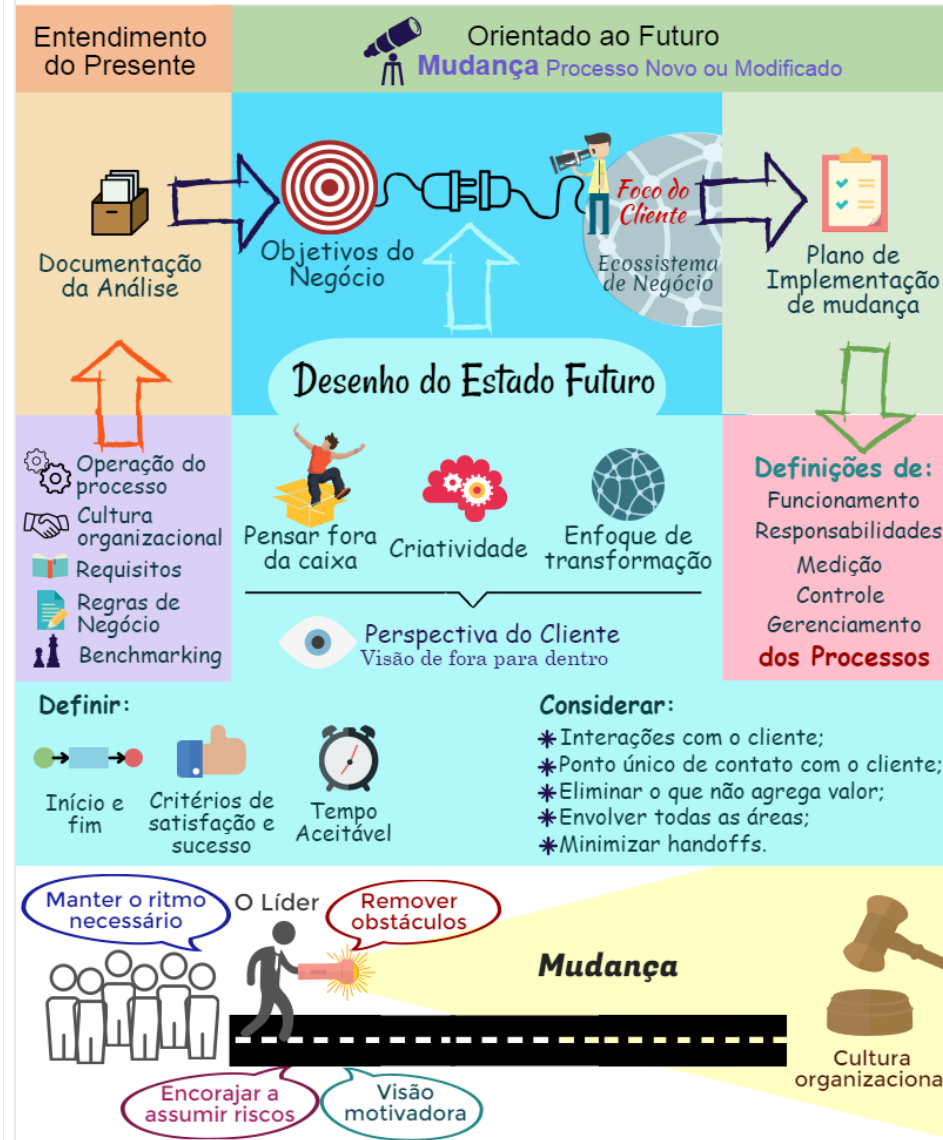 Entendimento
do Presente
Orientado ao Futuro
Mudança Processo Novo ou Modificado
Documentação
da Análise
Objetivos do
Negócio
Foco do
Cliente
Ecossistema
de Negócio
Plano de
Implementação
de mudança
Desenho do Estado Futuro
Operação do
processo
Cultura
organizacional
Requisitos
Regras de
Negócio
Benchmarking
Pensar fora
da caixa
Criatividade
Enfoque de
transformação
Perspectiva do Cliente
Visão de fora para dentro
Definições de:
Funcionamento
Responsabilidades
Medição
Controle
Gerenciamento
dos Processos
Definir:
Início e
fim
Critérios de
satisfação e
sucesso
Tempo
Aceitável
Considerar:
Interações com o cliente;
Ponto único de contato com o cliente;
Eliminar o que não agrega valor;
Envolver todas as áreas;
Minimizar handoffs.
Manter o ritmo
necessário
O Líder
Remover
obstáculos
Mudança
Encorajar a
assumir riscos
Visão
motivadora
Cultura
organizaciona